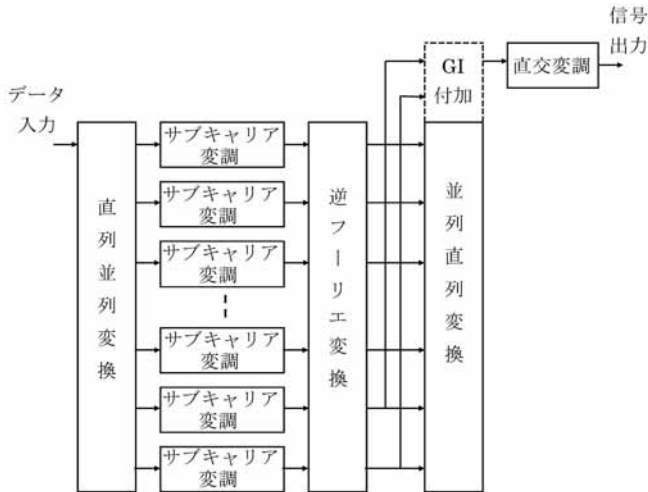 データ
入力
直列並列変換
サブキャリア
変調
サブキャリア
変調
サブキャリア
変調
サブキャリア
変調
サブキャリア
変調
サブキャリア
変調
逆フーリエ変換
GI
付加
並列直列変換
直交変調
信号
出力